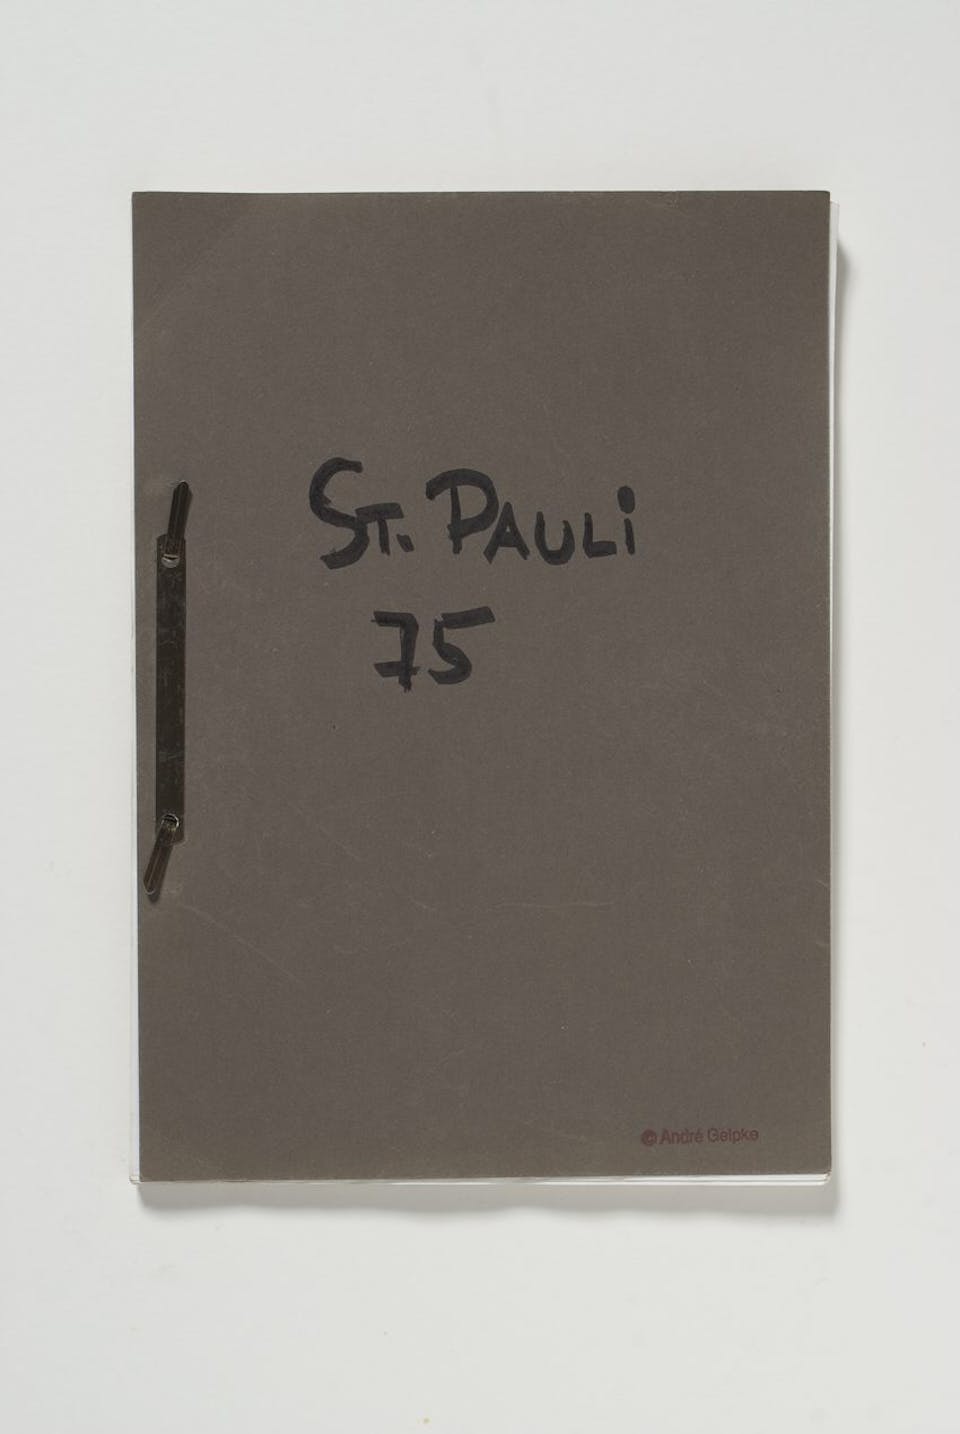 St. PAULi
75
© André Gelpke